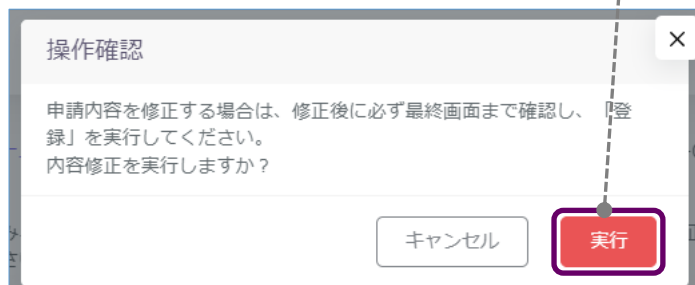 操作確認
申請内容を修正する場合は、修正後に必ず最終画面まで確認し、『登
録」を実行してください。
内容修正を実行しますか？
キャンセル
実行